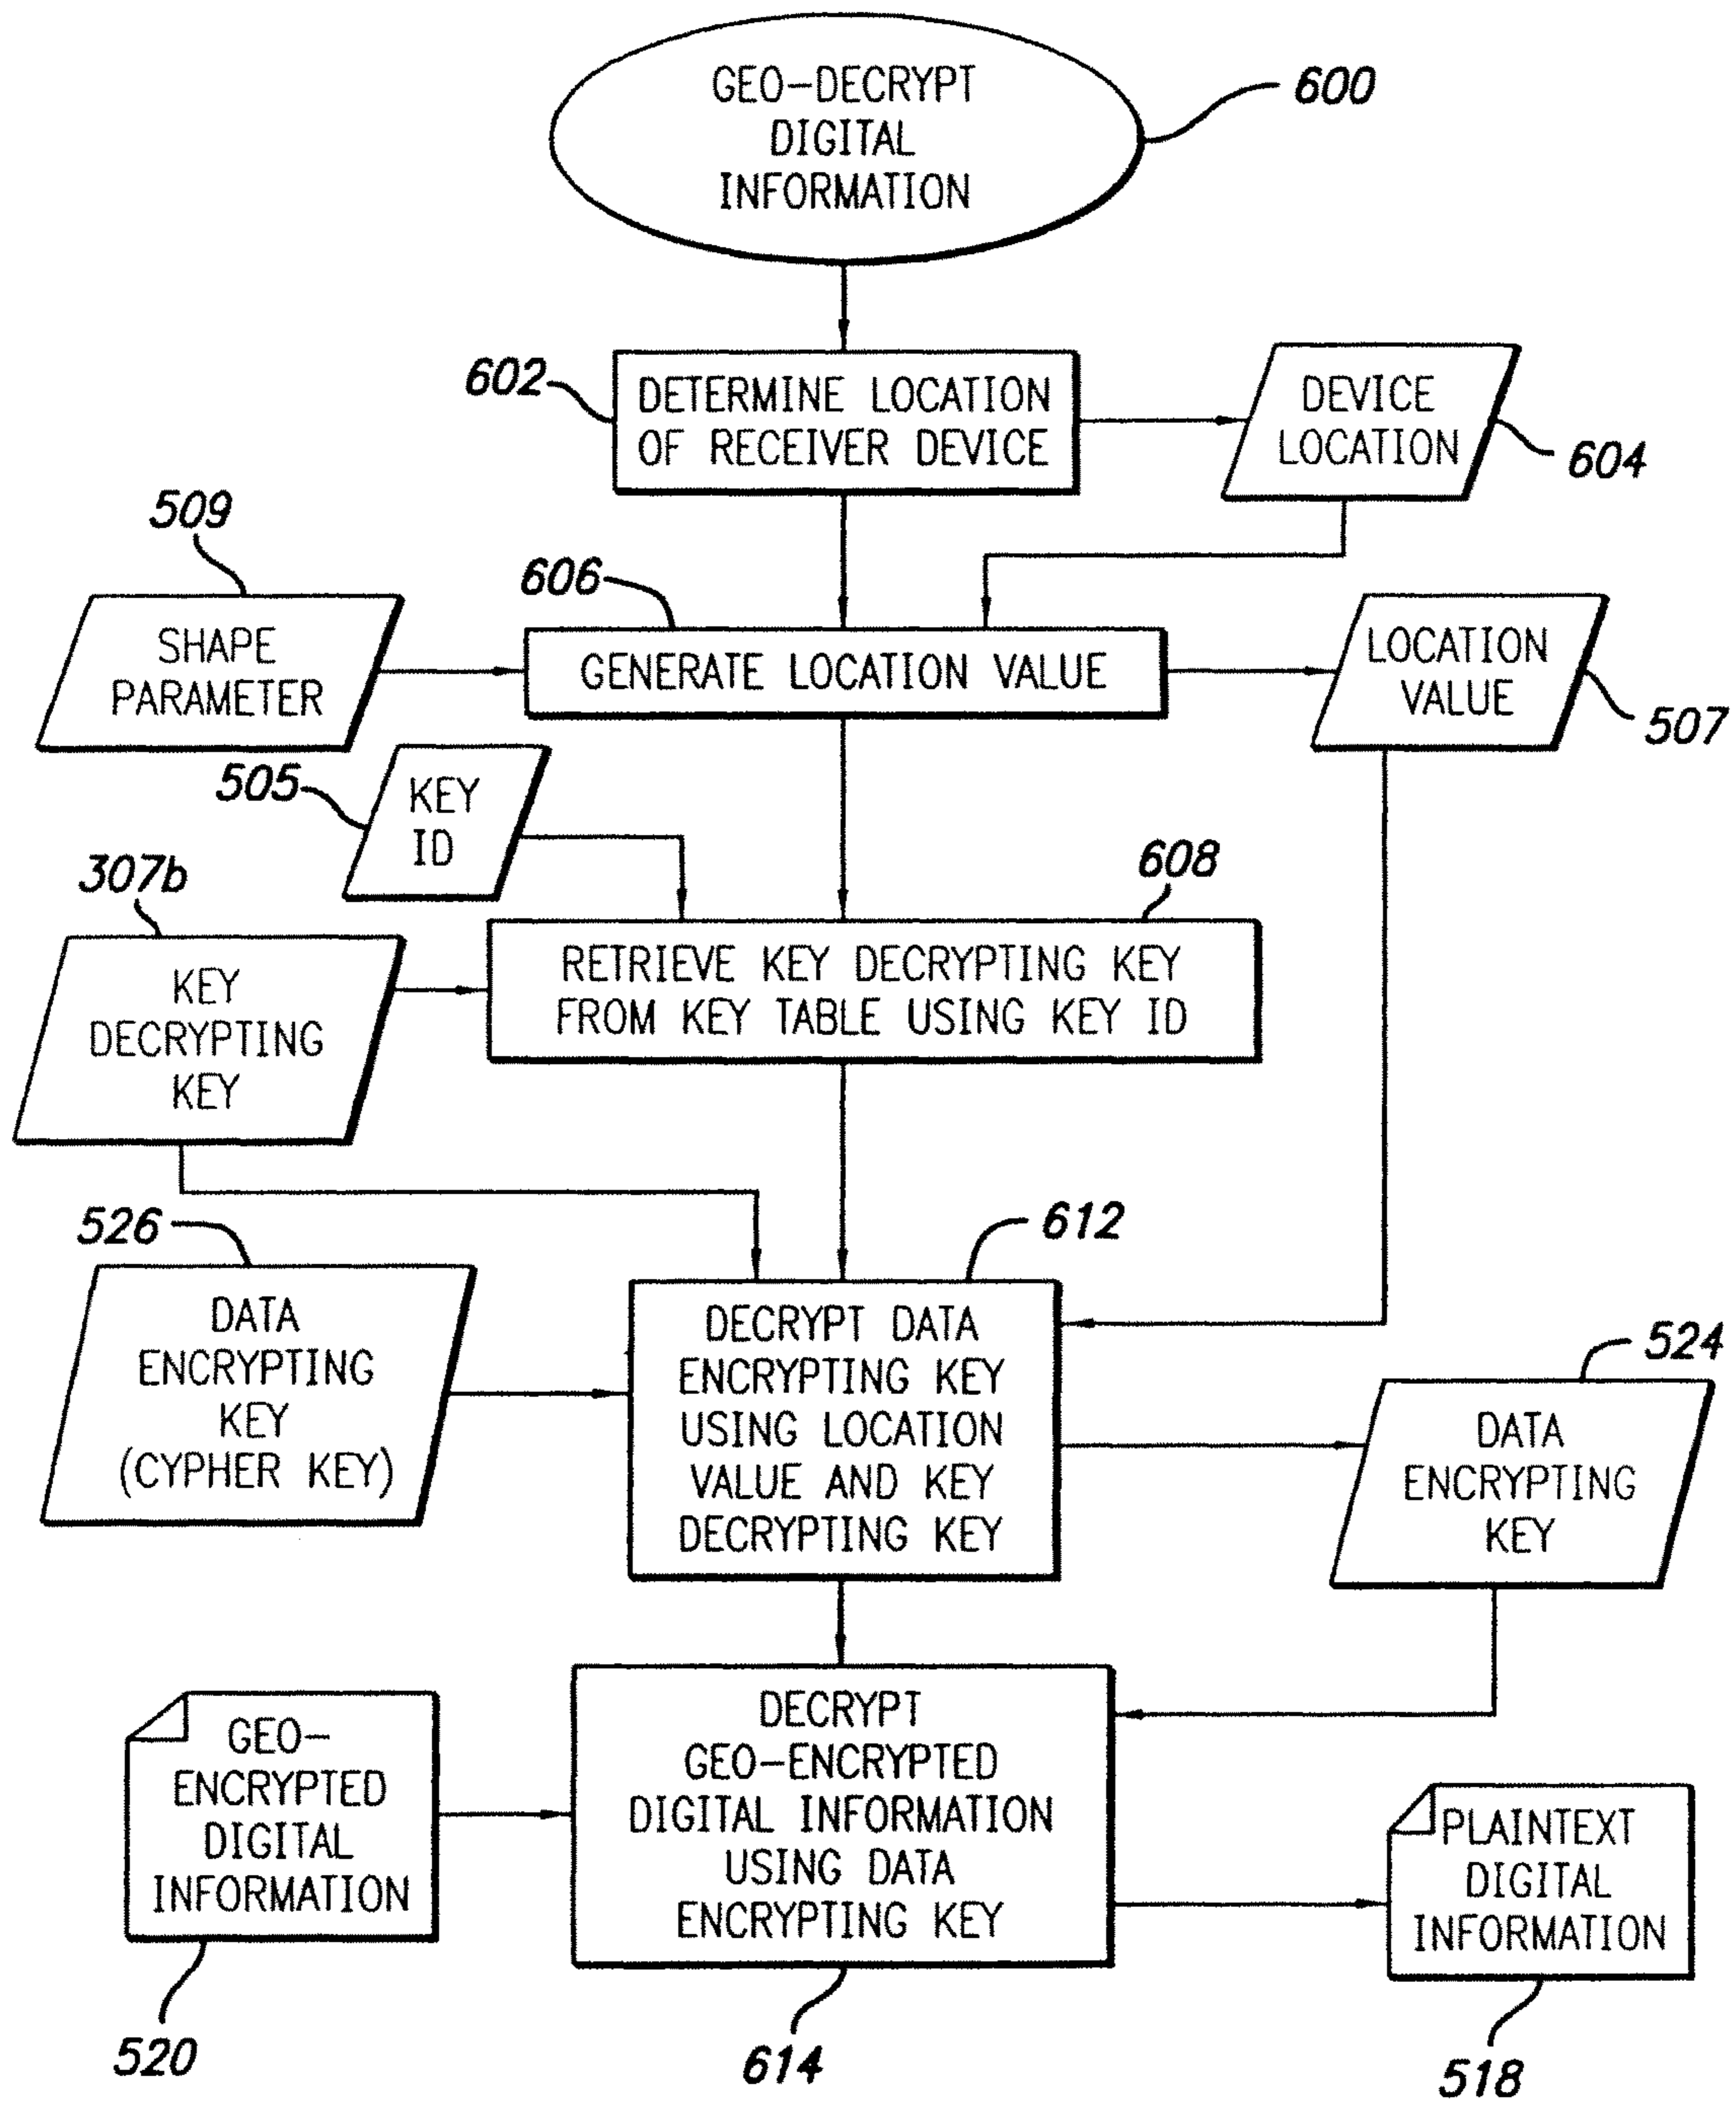 GEO-DECRYPT
DIGITAL
INFORMATION
600
602
DETERMINE LOCATION
OF RECEIVER DEVICE
DEVICE
LOCATION
604
509
SHAPE
PARAMETER
606
GENERATE LOCATION VALUE
LOCATION
VALUE
507
505
KEY
ID
307b
KEY
DECRYPTING
KEY
608
RETRIEVE KEY DECRYPTING KEY
FROM KEY TABLE USING KEY ID
526
DATA
ENCRYPTING
KEY
(CYPHER KEY)
612
DECRYPT DATA
ENCRYPTING KEY
USING LOCATION
VALUE AND KEY
DECRYPTING KEY
524
DATA
ENCRYPTING
KEY
GEO-
ENCRYPTED
DIGITAL
INFORMATION
520
DECRYPT
GEO-ENCRYPTED
DIGITAL INFORMATION
USING DATA
ENCRYPTING KEY
614
PLAINTEXT
DIGITAL
INFORMATION
518